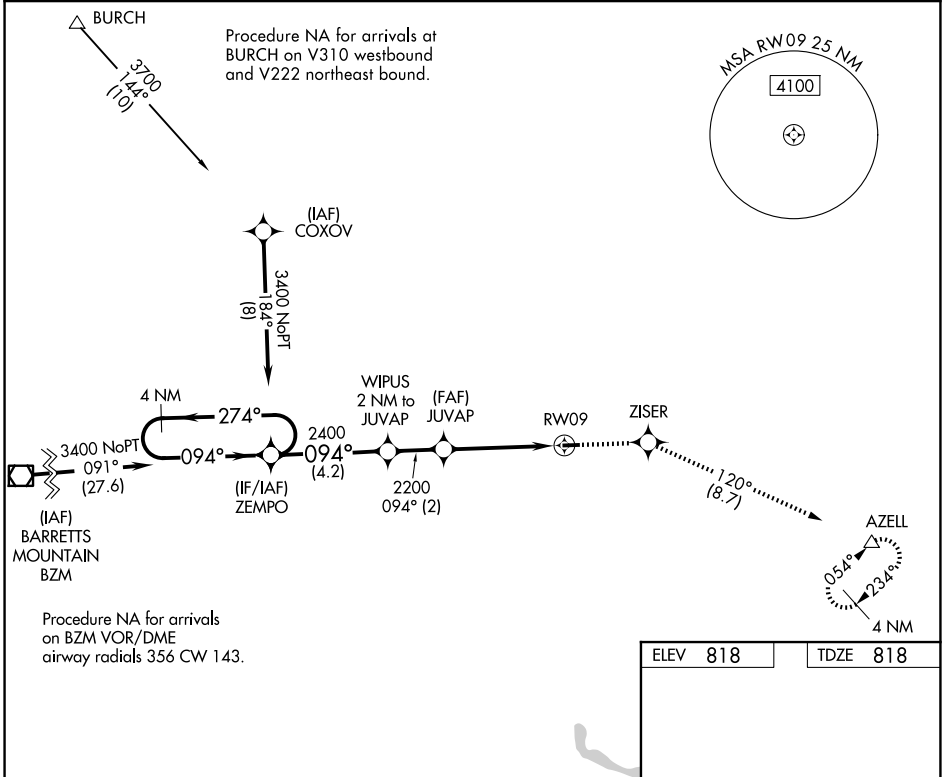 BURCH
Procedure NA for arrivals at
BURCH on V310 westbound
and V222 northeast bound.
MSA RW09 25 NM
4100
3700
144°
(10)
(IAF)
COXOV
3400 NoPT
184°
(8)
4 NM
274°
094°
3400 NoPT
091°
(27.6)
(IAF)
BARRETTS
MOUNTAIN
BZM
(IF/IAF)
ZEMPO
2400
094°
(4.2)
WIPUS
2 NM to
JUVAP
(FAF)
JUVAP
2200
094° (2)
RW09
ZISER
120°
(8.7)
AZELL
054°
234°
4 NM
Procedure NA for arrivals
on BZM VOR/DME
airway radials 356 CW 143.
ELEV 818
TDZE 818